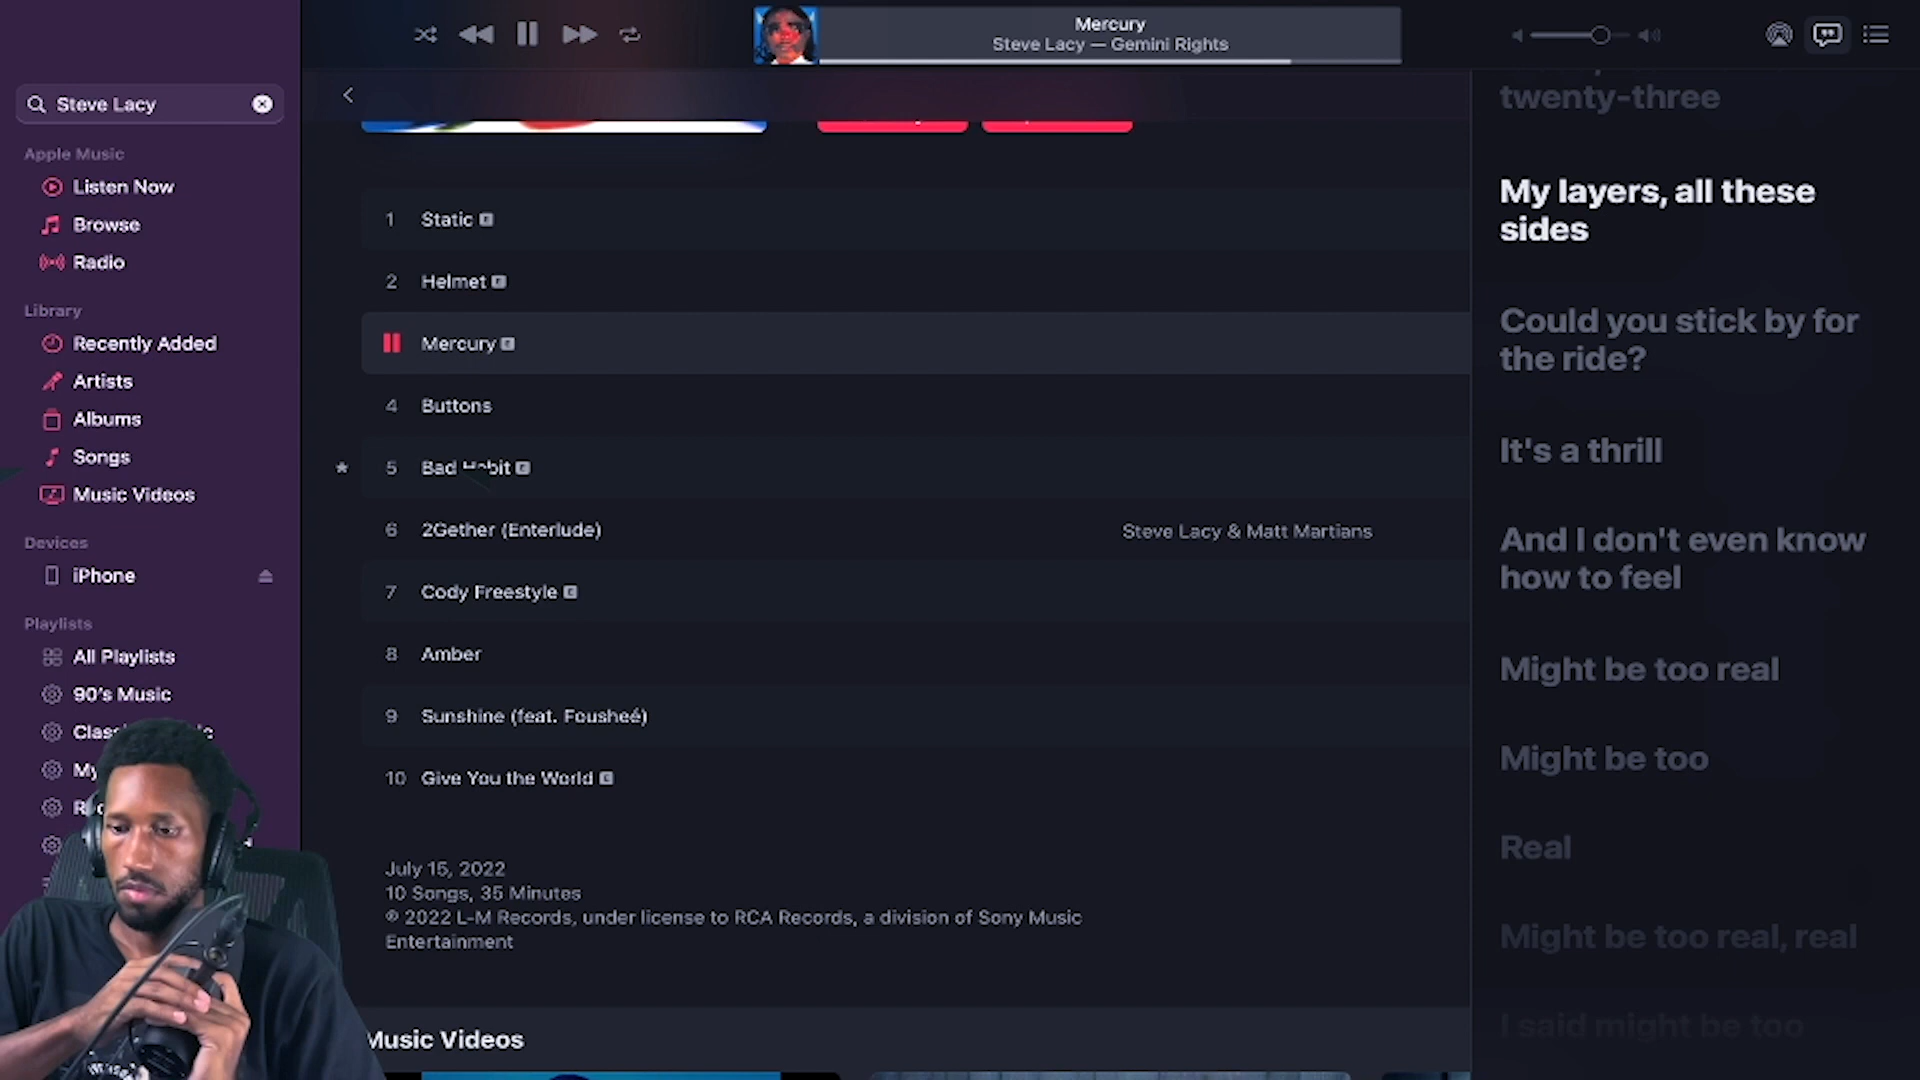 Mercury
Steve Lacy — Gemini Rights
Steve Lacy
Apple Music
Listen Now
Browse
Radio
Library
Recently Added
Artists
Albums
Songs
Music Videos
Devices
iPhone
Playlists
All Playlists
90's Music
My
1 Static E
2 Helmet E
Mercury E
4 Buttons
★ 5 Bad Habit E
6 2Gether (Enterlude) Steve Lacy & Matt Martians
7 Cody Freestyle E
8 Amber
9 Sunshine (feat. Fousheé)
10 Give You the World E
July 15, 2022
10 Songs, 35 Minutes
℗ 2022 L-M Records, under license to RCA Records, a division of Sony Music
Entertainment
Music Videos
twenty-three
My layers, all these
sides
Could you stick by for
the ride?
It's a thrill
And I don't even know
how to feel
Might be too real
Might be too
Real
Might be too real, real
I said might be too